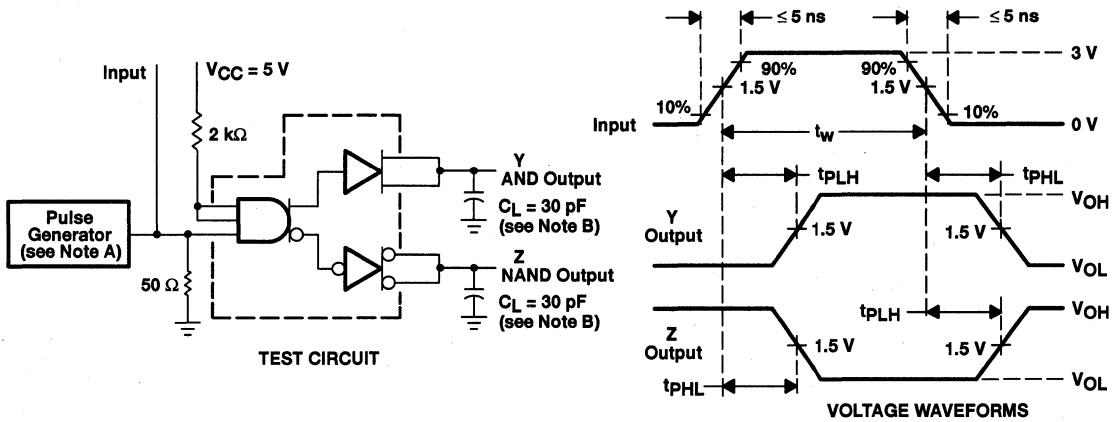 Input
VCC = 5 V
2 kΩ
Pulse
Generator
(see Note A)
50 Ω
Y
AND Output
CL = 30 pF
(see Note B)
Z
NAND Output
CL = 30 pF
(see Note B)
TEST CIRCUIT
≤ 5 ns
≤ 5 ns
3 V
90%
90%
1.5 V
1.5 V
10%
10%
Input
tw
0 V
tPLH
tPHL
VOH
Y
Output
1.5 V
1.5 V
VOL
tPLH
VOH
Z
Output
1.5 V
1.5 V
tPHL
VOL
VOLTAGE WAVEFORMS